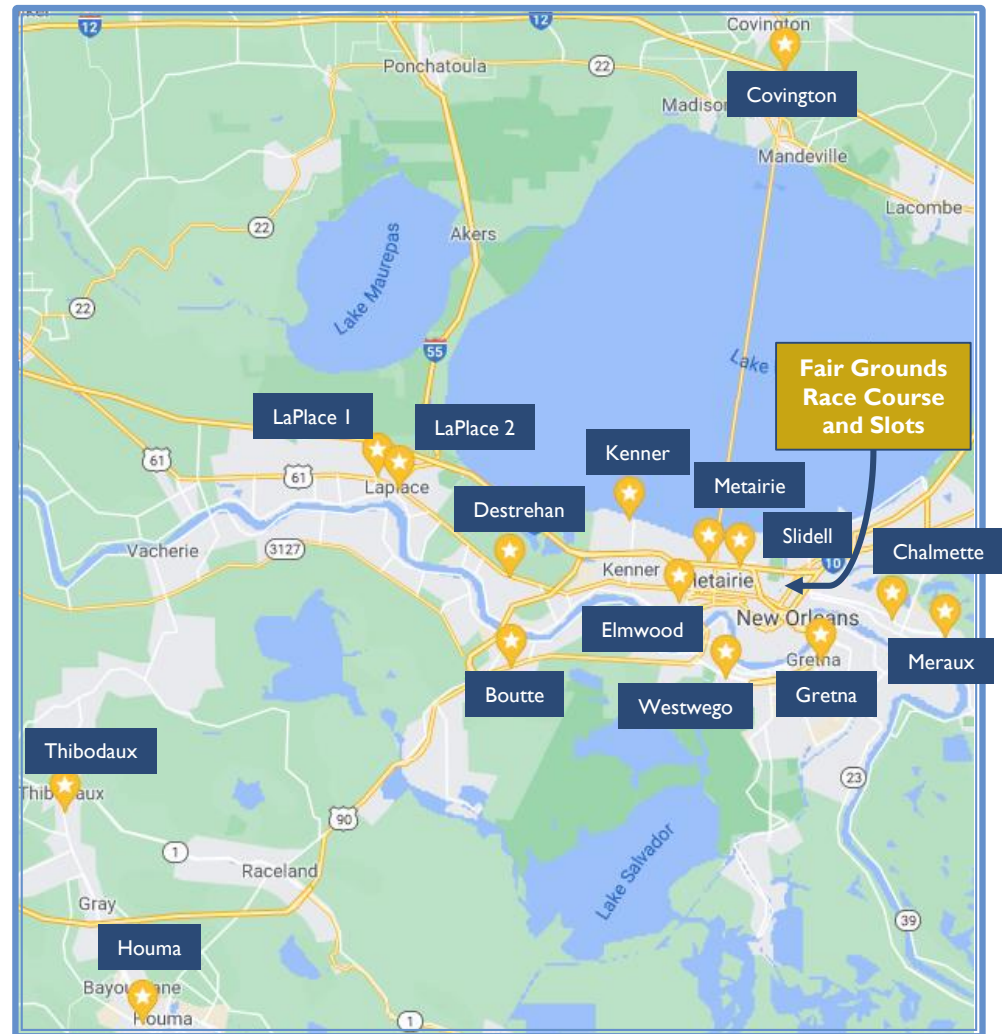 12
12
Covington
Ponchatoula
22
Covington
Mandeville
Lacombe
22
Akers
Lake Maurepas
22
55
Lake
Fair Grounds
Race Course
and Slots
LaPlace 1
LaPlace 2
Kenner
61
61
Laplace
Metairie
Destrehan
Slidell
Vacherie
3127
Kenner
Metairie
10
Chalmette
New Orleans
Elmwood
Gretna
Boutte
Westwego
Gretna
Meraux
Thibodaux
23
90
1
Raceland
Lake Salvador
Gray
39
Houma
Houma
1